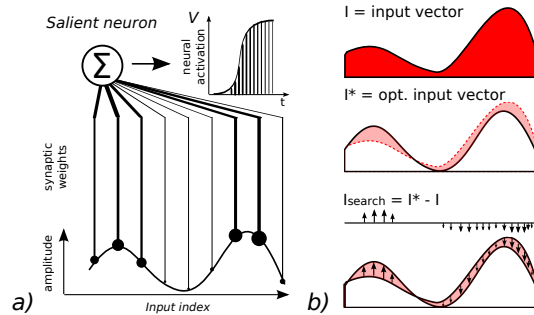 Salient neuron
V
Σ
neural
activation
t
synaptic
weights
amplitude
Input index
a)
I = input vector
I* = opt. input vector
Isearch = I* - I
b)